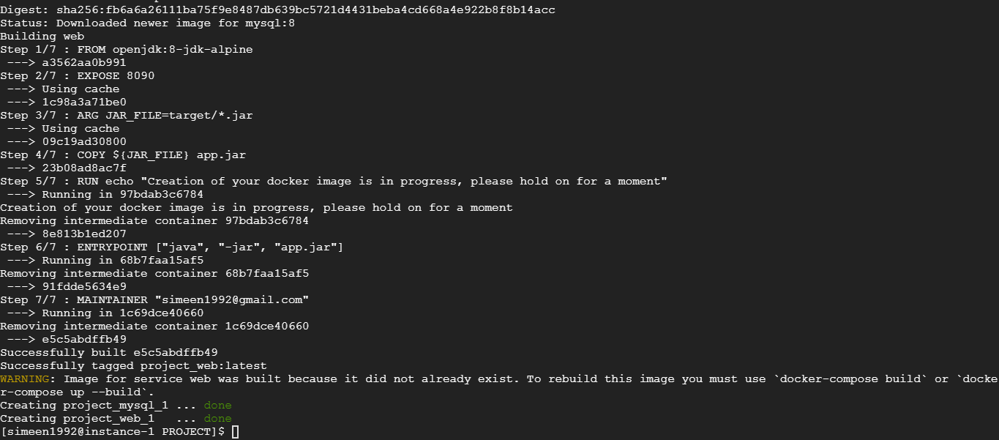 Digest: sha256:fb6a6a26111ba75f9e8487db639bc5721d4431beba4cd668a4e922b8f8b14acc
Status: Downloaded newer image for mysql:8
Building web
Step 1/7 : FROM openjdk:8-jdk-alpine
 ---> a3562aa0b991
Step 2/7 : EXPOSE 8090
 ---> Using cache
 ---> 1c98a3a71be0
Step 3/7 : ARG JAR_FILE=target/*.jar
 ---> Using cache
 ---> 09c19ad30800
Step 4/7 : COPY ${JAR_FILE} app.jar
 ---> 23b08ad8ac7f
Step 5/7 : RUN echo "Creation of your docker image is in progress, please hold on for a moment"
 ---> Running in 97bdab3c6784
Creation of your docker image is in progress, please hold on for a moment
Removing intermediate container 97bdab3c6784
 ---> 8e813b1ed207
Step 6/7 : ENTRYPOINT ["java", "-jar", "app.jar"]
 ---> Running in 68b7faa15af5
Removing intermediate container 68b7faa15af5
 ---> 91fdde5634e9
Step 7/7 : MAINTAINER "simeen1992@gmail.com"
 ---> Running in 1c69dce40660
Removing intermediate container 1c69dce40660
 ---> e5c5abdffb49
Successfully built e5c5abdffb49
Successfully tagged project_web:latest
WARNING: Image for service web was built because it did not already exist. To rebuild this image you must use `docker-compose build` or `docke
r-compose up --build`.
Creating project_mysql_1 ... done
Creating project_web_1   ... done
[simeen1992@instance-1 PROJECT]$